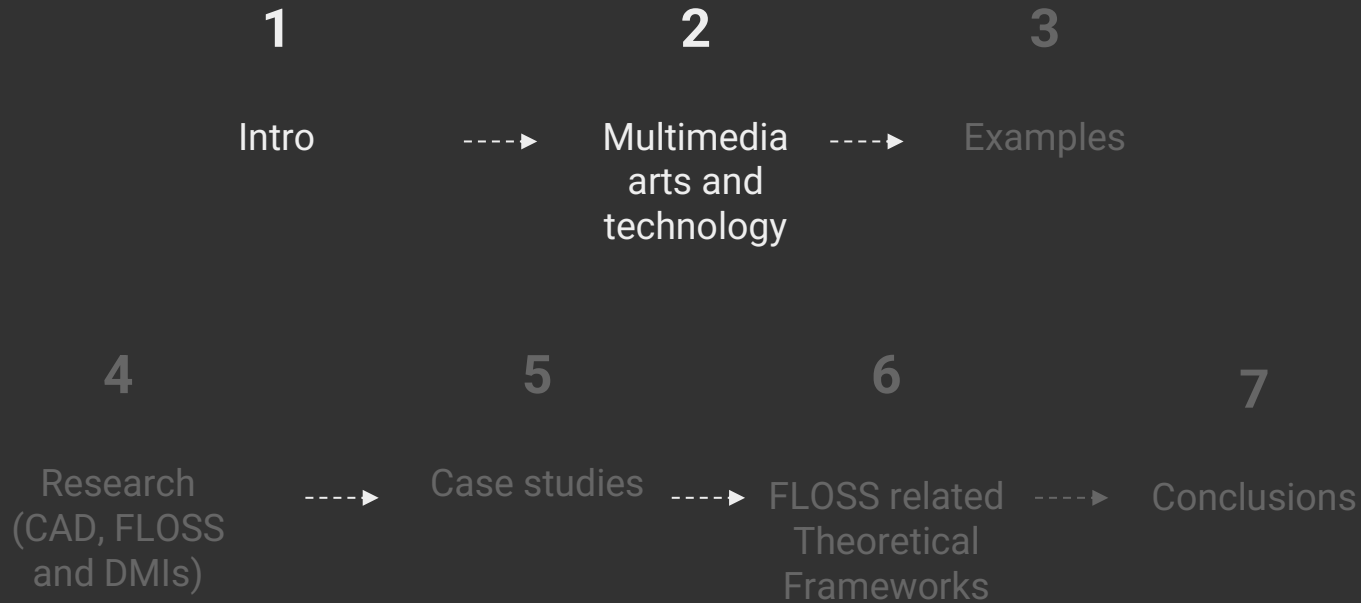 1
Intro
2
Multimedia
arts and
technology
3
Examples
4
Research
(CAD, FLOSS
and DMIs)
5
Case studies
6
FLOSS related
Theoretical
Frameworks
7
Conclusions